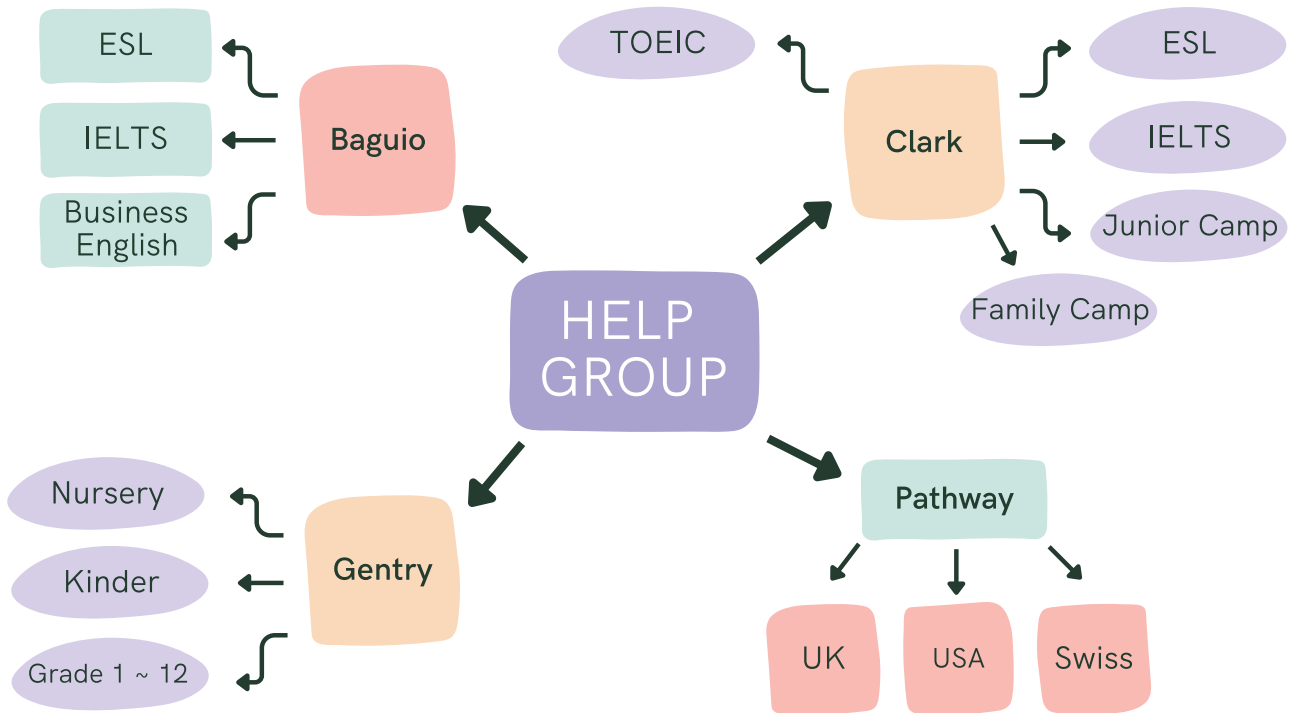 ESL
IELTS
Business
English
Baguio
TOEIC
Clark
ESL
IELTS
Junior Camp
Family Camp
HELP
GROUP
Nursery
Kinder
Grade 1 ~ 12
Gentry
Pathway
UK
USA
Swiss